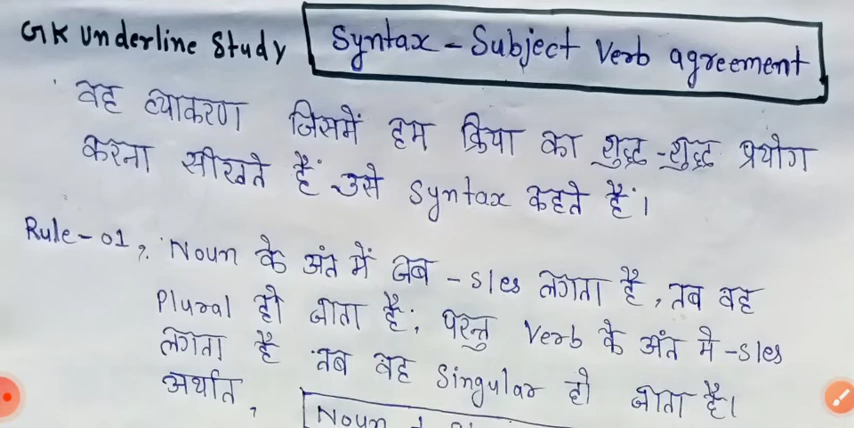 GK Underline Study
Syntax - Subject Verb agreement
वह व्याकरण जिसमें हम क्रिया का शुद्ध-शुद्ध प्रयोग
करना सीखते हैं उसे Syntax कहते हैं।
Rule-01, Noun के अंत में जब -s/es लगता है, तब वह
Plural हो जाता है; परन्तु Verb के अंत मे -s/es
लगता है तब वह Singular हो जाता है।
अर्थात,
Noun